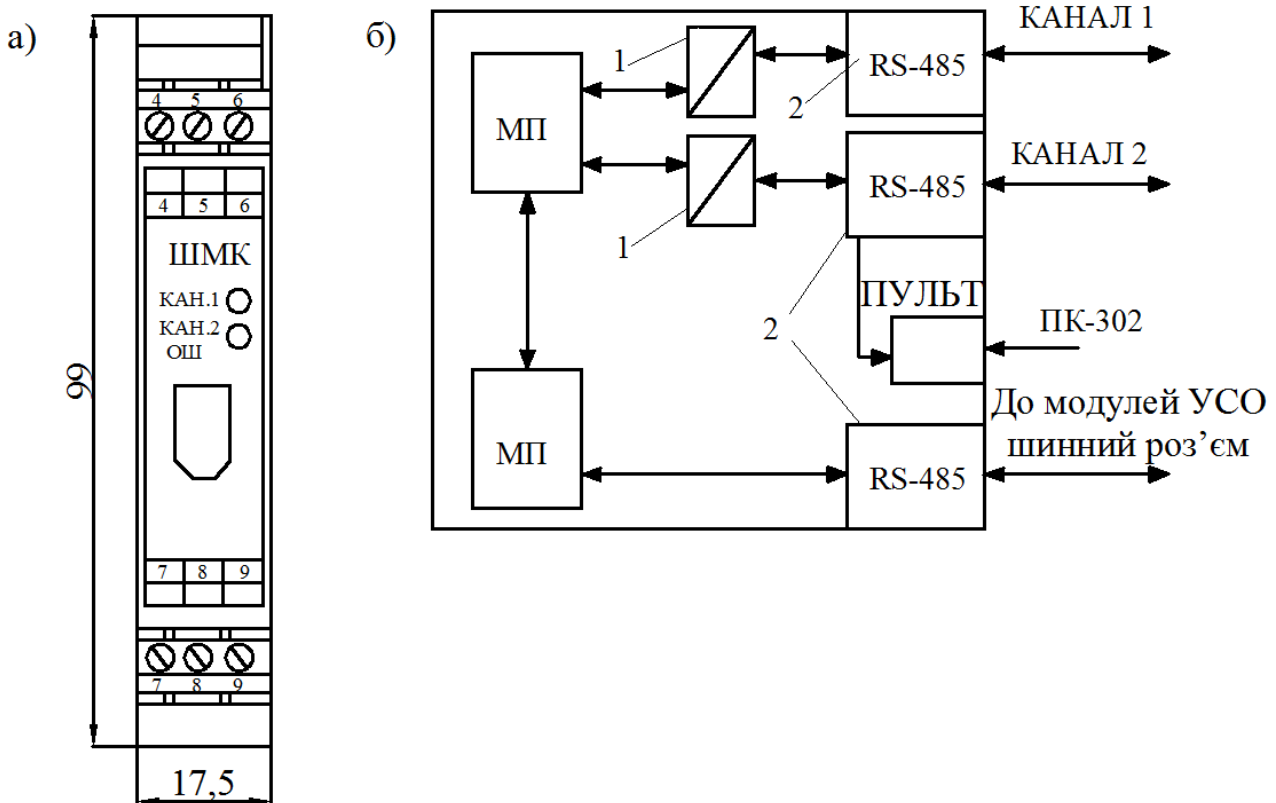 а)
4 5 6
4 5 6
ШМК
КАН.1
КАН.2
ОШ
99
7 8 9
7 8 9
17,5
б)
МП
1
2
RS-485
КАНАЛ 1
1
RS-485
КАНАЛ 2
ПУЛЬТ
2
ПК-302
До модулей УСО
шинний роз’єм
МП
RS-485